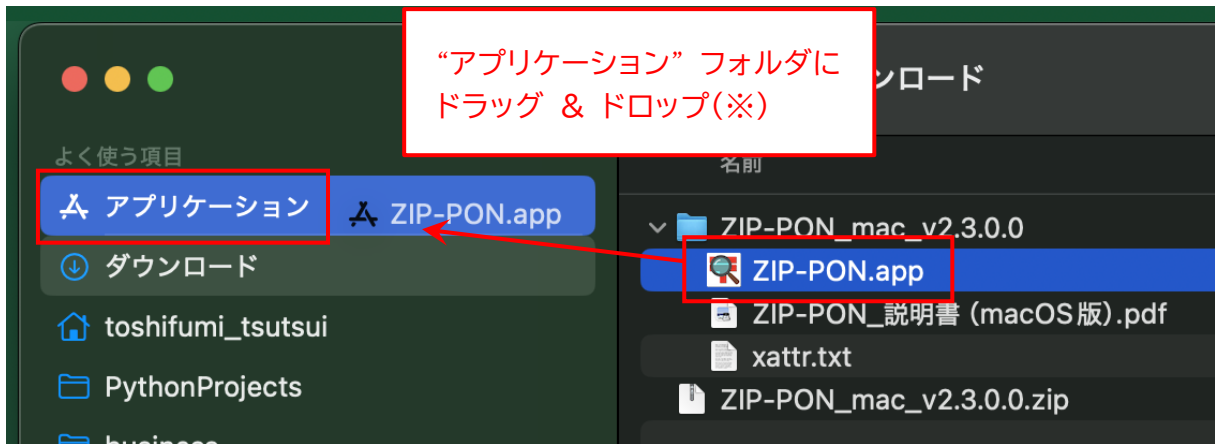 “アプリケーション” フォルダに
ドラッグ & ドロップ(※)
ンロード
よく使う項目
名前
アプリケーション
ZIP-PON.app
ZIP-PON_mac_v2.3.0.0
ダウンロード
ZIP-PON.app
ZIP-PON_説明書 (macOS版).pdf
toshifumi_tsutsui
xattr.txt
PythonProjects
ZIP-PON_mac_v2.3.0.0.zip